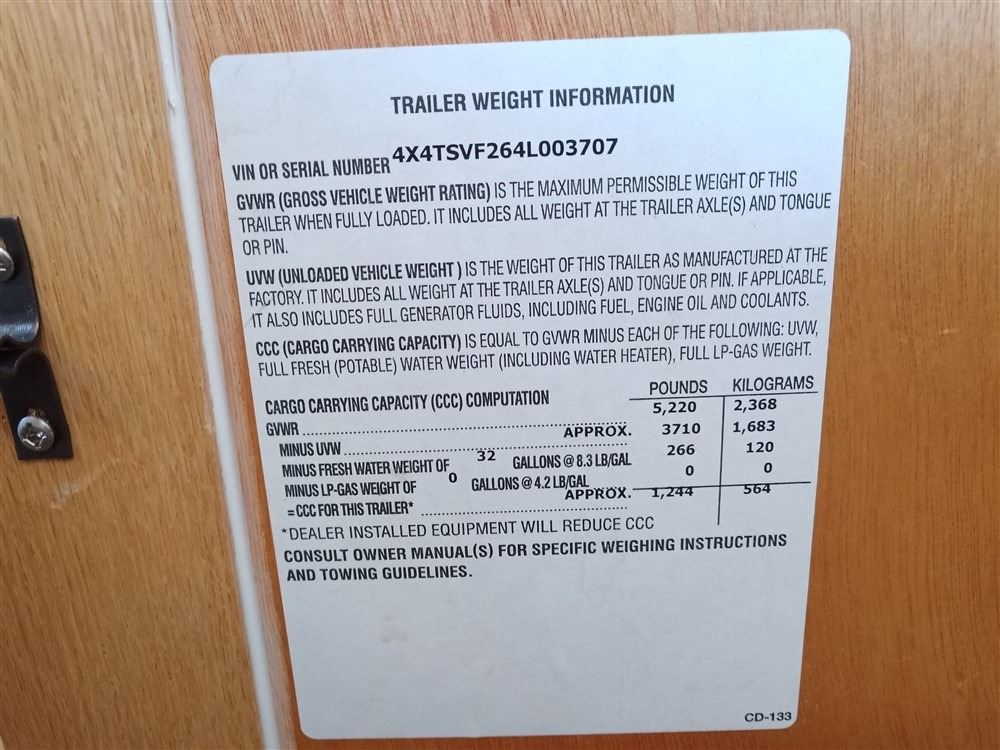 TRAILER WEIGHT INFORMATION
VIN OR SERIAL NUMBER 4X4TSVF264L003707
GVWR (GROSS VEHICLE WEIGHT RATING) IS THE MAXIMUM PERMISSIBLE WEIGHT OF THIS
TRAILER WHEN FULLY LOADED. IT INCLUDES ALL WEIGHT AT THE TRAILER AXLE(S) AND TONGUE
OR PIN.
UVW (UNLOADED VEHICLE WEIGHT ) IS THE WEIGHT OF THIS TRAILER AS MANUFACTURED AT THE
FACTORY. IT INCLUDES ALL WEIGHT AT THE TRAILER AXLE(S) AND TONGUE OR PIN. IF APPLICABLE,
IT ALSO INCLUDES FULL GENERATOR FLUIDS, INCLUDING FUEL, ENGINE OIL AND COOLANTS.
CCC (CARGO CARRYING CAPACITY) IS EQUAL TO GVWR MINUS EACH OF THE FOLLOWING: UVW,
FULL FRESH (POTABLE) WATER WEIGHT (INCLUDING WATER HEATER), FULL LP-GAS WEIGHT.
CARGO CARRYING CAPACITY (CCC) COMPUTATION POUNDS KILOGRAMS
GVWR 5,220 2,368
MINUS UVW APPROX. 3710 1,683
MINUS FRESH WATER WEIGHT OF 32 GALLONS @ 8.3 LB/GAL 266 120
MINUS LP-GAS WEIGHT OF 0 GALLONS @ 4.2 LB/GAL 0 0
= CCC FOR THIS TRAILER* APPROX. 1,244 564
*DEALER INSTALLED EQUIPMENT WILL REDUCE CCC
CONSULT OWNER MANUAL(S) FOR SPECIFIC WEIGHING INSTRUCTIONS
AND TOWING GUIDELINES.
CD-133